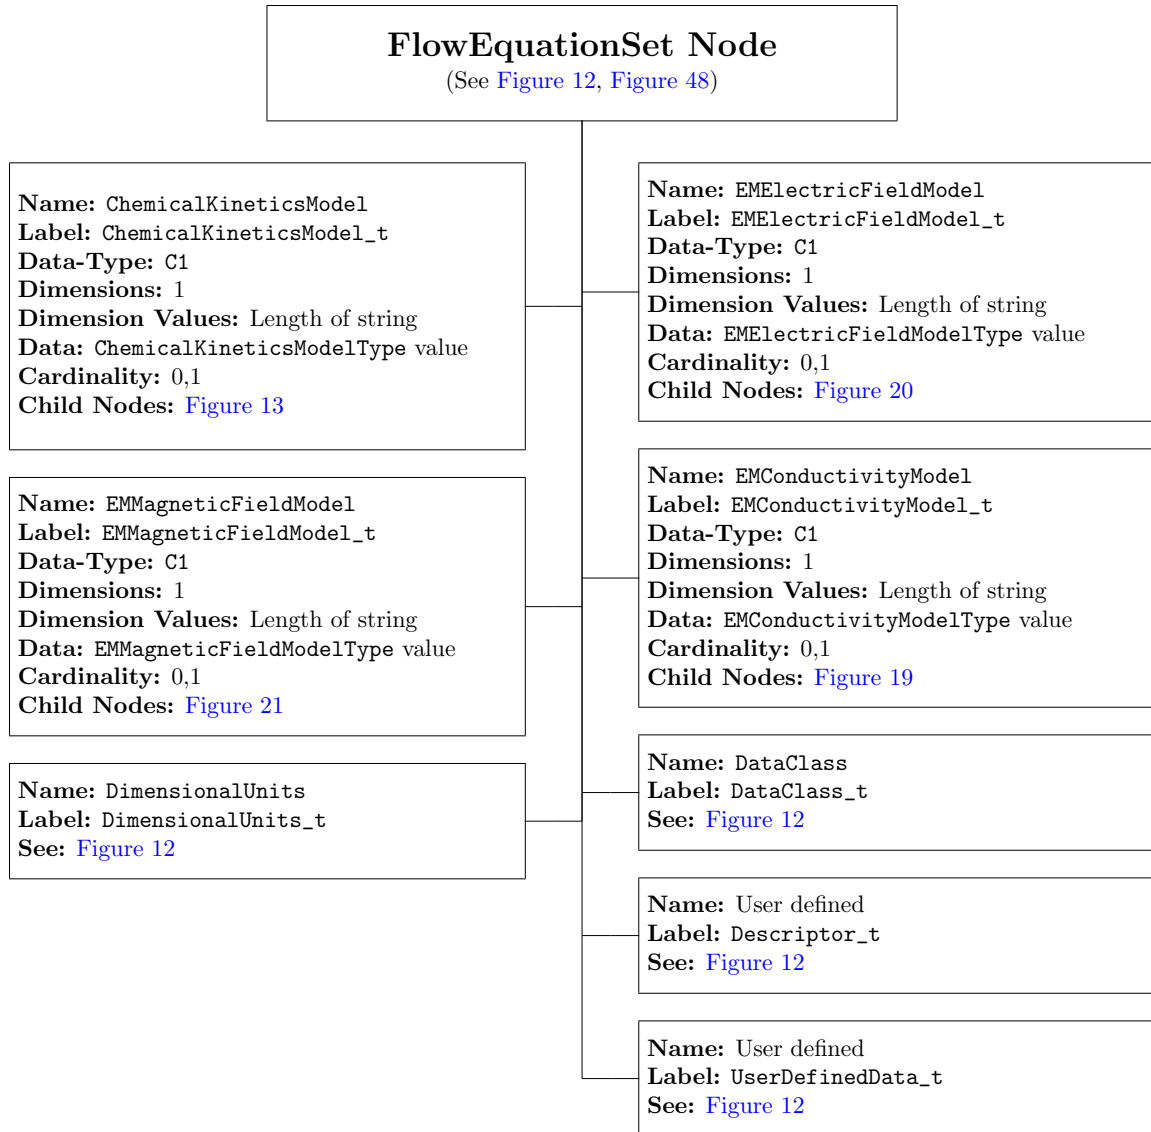 FlowEquationSet Node
(See Figure 12, Figure 48)
Name: ChemicalKineticsModel
Label: ChemicalKineticsModel_t
Data-Type: C1
Dimensions: 1
Dimension Values: Length of string
Data: ChemicalKineticsModelType value
Cardinality: 0,1
Child Nodes: Figure 13
Name: EMElectricFieldModel
Label: EMElectricFieldModel_t
Data-Type: C1
Dimensions: 1
Dimension Values: Length of string
Data: EMElectricFieldModelType value
Cardinality: 0,1
Child Nodes: Figure 20
Name: EMMagneticFieldModel
Label: EMMagneticFieldModel_t
Data-Type: C1
Dimensions: 1
Dimension Values: Length of string
Data: EMMagneticFieldModelType value
Cardinality: 0,1
Child Nodes: Figure 21
Name: EMConductivityModel
Label: EMConductivityModel_t
Data-Type: C1
Dimensions: 1
Dimension Values: Length of string
Data: EMConductivityModelType value
Cardinality: 0,1
Child Nodes: Figure 19
Name: DimensionalUnits
Label: DimensionalUnits_t
See: Figure 12
Name: DataClass
Label: DataClass_t
See: Figure 12
Name: User defined
Label: Descriptor_t
See: Figure 12
Name: User defined
Label: UserDefinedData_t
See: Figure 12